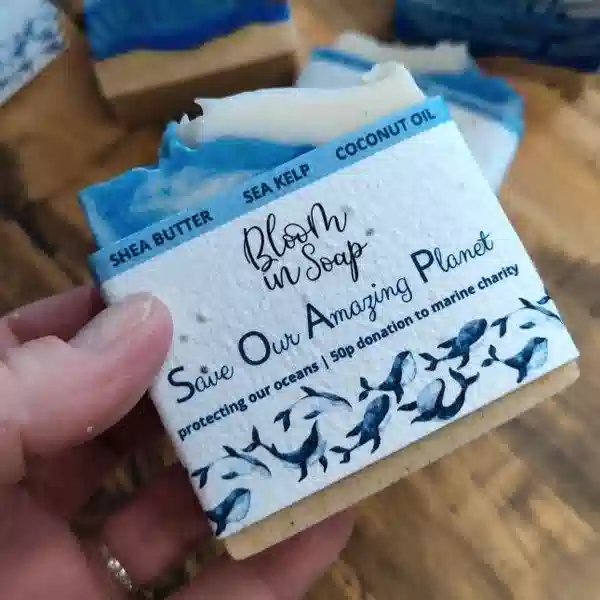 SHEA BUTTER SEA KELP COCONUT OIL
Bloom
in Soap
Save Our Amazing Planet
protecting our oceans | 50p donation to marine charity